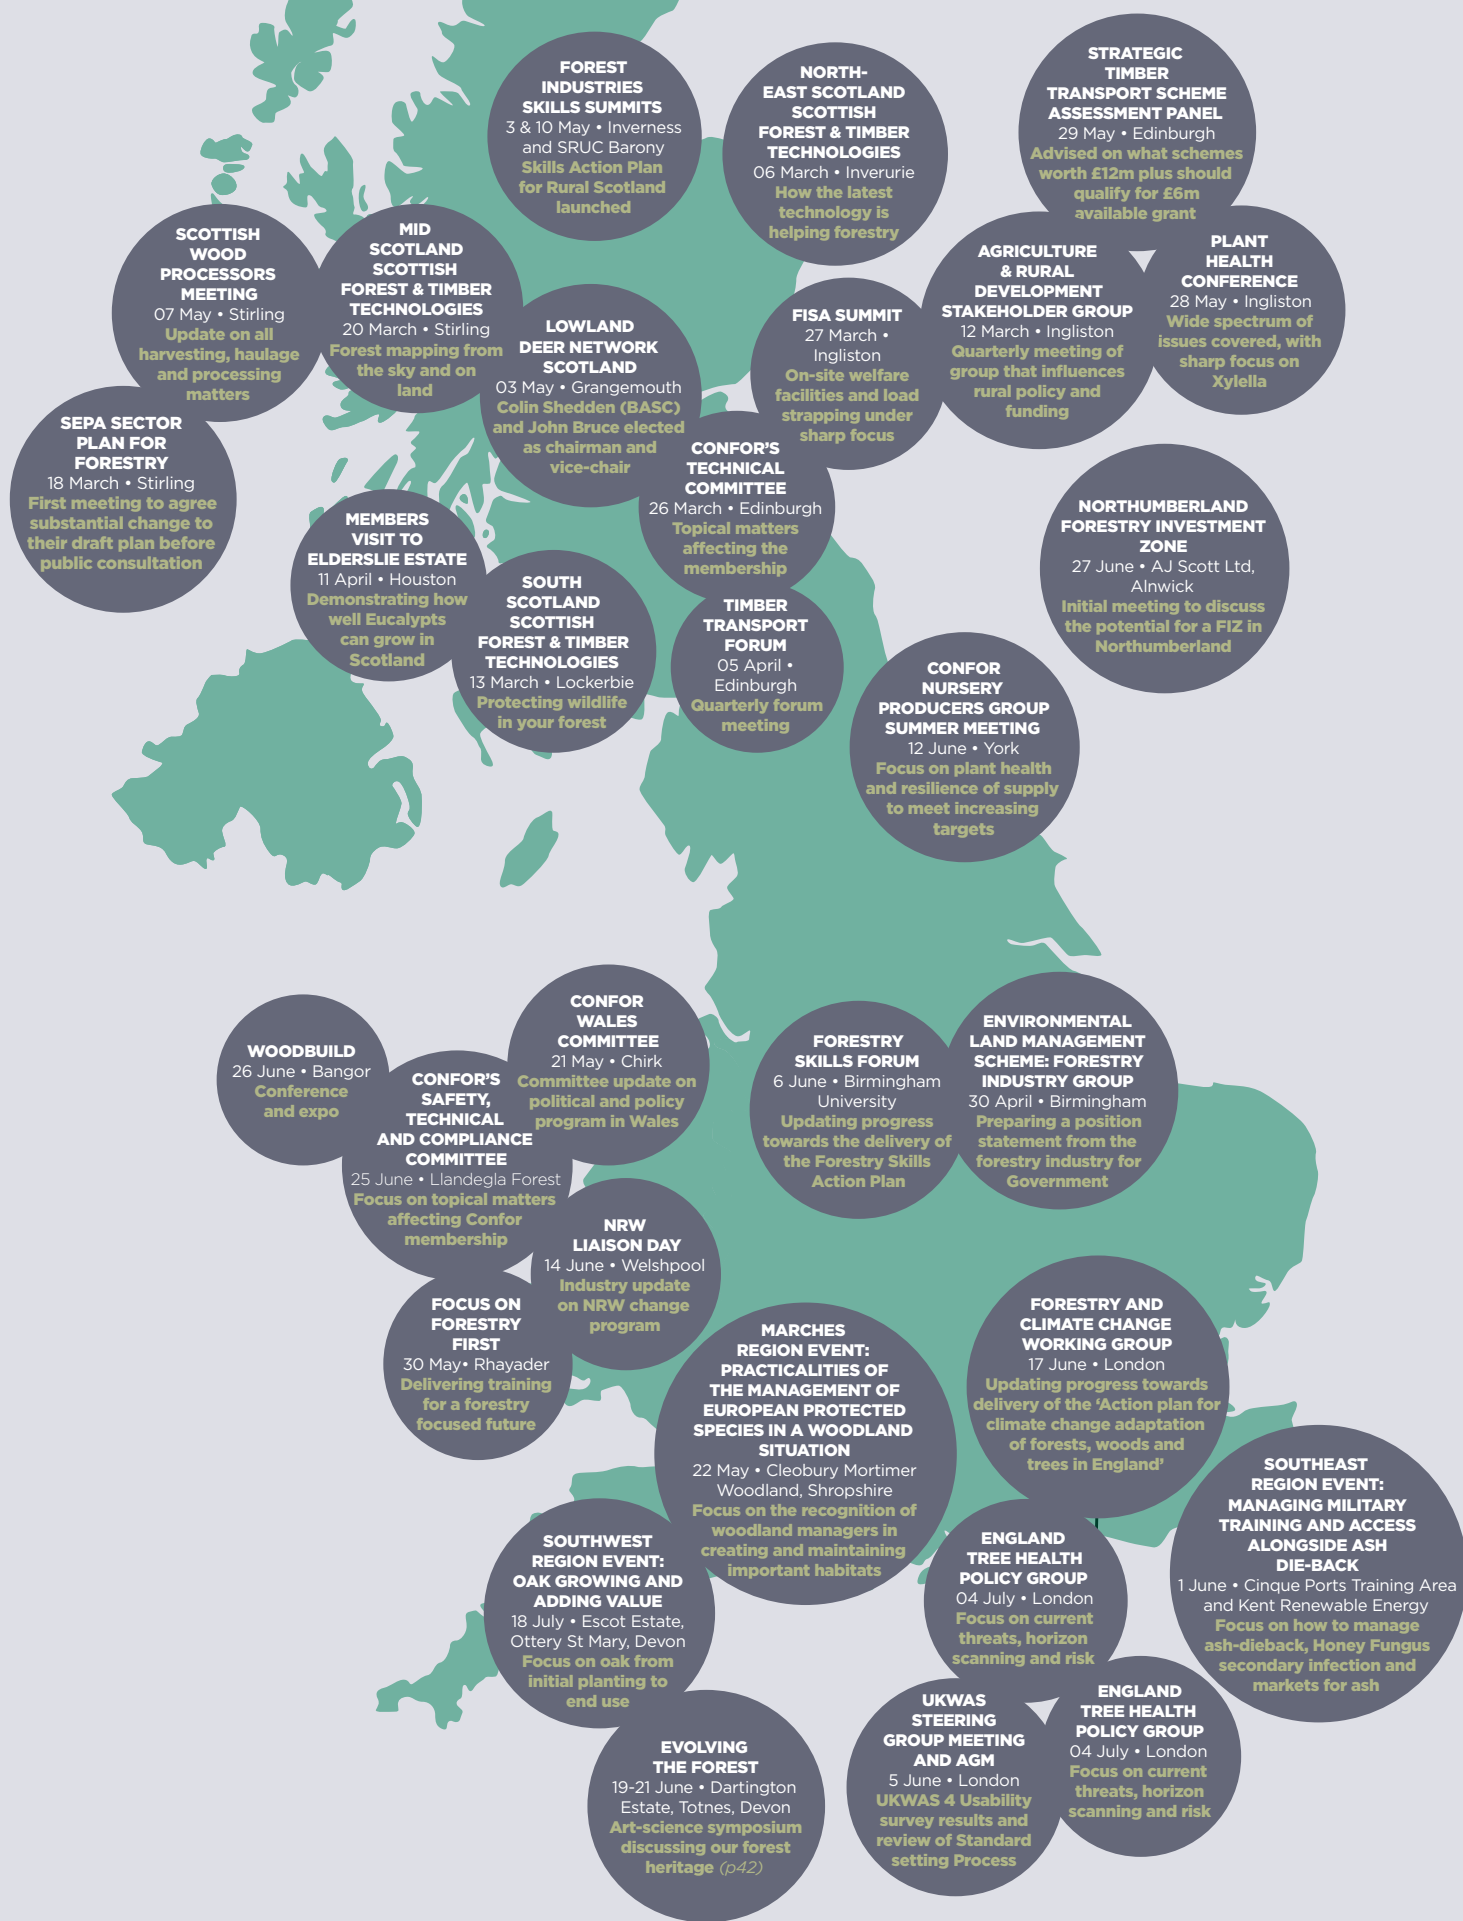 FOREST
INDUSTRIES
SKILLS SUMMITS
3 & 10 May • Inverness
and SRUC Barony
Skills Action Plan
for Rural Scotland
launched
NORTH-
EAST SCOTLAND
SCOTTISH
FOREST & TIMBER
TECHNOLOGIES
06 March • Inverurie
How the latest
technology is
helping forestry
STRATEGIC
TIMBER
TRANSPORT SCHEME
ASSESSMENT PANEL
29 May • Edinburgh
Advised on what schemes
worth £12m plus should
qualify for £6m
available grant
SCOTTISH
WOOD
PROCESSORS
MEETING
07 May • Stirling
Update on all
harvesting, haulage
and processing
matters
MID
SCOTLAND
SCOTTISH
FOREST & TIMBER
TECHNOLOGIES
20 March • Stirling
Forest mapping from
the sky and on
land
LOWLAND
DEER NETWORK
SCOTLAND
03 May • Grangemouth
Colin Shedden (BASC)
and John Bruce elected
as chairman and
vice-chair
FISA SUMMIT
27 March •
Ingliston
On-site welfare
facilities and load
strapping under
sharp focus
AGRICULTURE
& RURAL
DEVELOPMENT
STAKEHOLDER GROUP
12 March • Ingliston
Quarterly meeting of
group that influences
rural policy and
funding
PLANT
HEALTH
CONFERENCE
28 May • Ingliston
Wide spectrum of
issues covered, with
sharp focus on
Xylella
SEPA SECTOR
PLAN FOR
FORESTRY
18 March • Stirling
First meeting to agree
substantial change to
their draft plan before
public consultation
MEMBERS
VISIT TO
ELDERSLIE ESTATE
11 April • Houston
Demonstrating how
well Eucalypts
can grow in
Scotland
SOUTH
SCOTLAND
SCOTTISH
FOREST & TIMBER
TECHNOLOGIES
13 March • Lockerbie
Protecting wildlife
in your forest
CONFOR'S
TECHNICAL
COMMITTEE
26 March • Edinburgh
Topical matters
affecting the
membership
TIMBER
TRANSPORT
FORUM
05 April •
Edinburgh
Quarterly forum
meeting
NORTHUMBERLAND
FORESTRY INVESTMENT
ZONE
27 June • AJ Scott Ltd,
Alnwick
Initial meeting to discuss
the potential for a FIZ in
Northumberland
CONFOR
NURSERY
PRODUCERS GROUP
SUMMER MEETING
12 June • York
Focus on plant health
and resilience of supply
to meet increasing
targets
WOODBUILD
26 June • Bangor
Conference
and expo
CONFOR
WALES
COMMITTEE
21 May • Chirk
Committee update on
political and policy
program in Wales
CONFOR'S
SAFETY,
TECHNICAL
AND COMPLIANCE
COMMITTEE
25 June • Llandegla Forest
Focus on topical matters
affecting Confor
membership
FORESTRY
SKILLS FORUM
6 June • Birmingham
University
Updating progress
towards the delivery of
the Forestry Skills
Action Plan
ENVIRONMENTAL
LAND MANAGEMENT
SCHEME: FORESTRY
INDUSTRY GROUP
30 April • Birmingham
Preparing a position
statement from the
forestry industry for
Government
NRW
LIAISON DAY
14 June • Welshpool
Industry update
on NRW change
program
FOCUS ON
FORESTRY
FIRST
30 May• Rhayader
Delivering training
for a forestry
focused future
MARCHES
REGION EVENT:
PRACTICALITIES OF
THE MANAGEMENT OF
EUROPEAN PROTECTED
SPECIES IN A WOODLAND
SITUATION
22 May • Cleobury Mortimer
Woodland, Shropshire
Focus on the recognition of
woodland managers in
creating and maintaining
important habitats
FORESTRY AND
CLIMATE CHANGE
WORKING GROUP
17 June • London
Updating progress towards
delivery of the 'Action plan for
climate change adaptation
of forests, woods and
trees in England'
SOUTHEAST
REGION EVENT:
MANAGING MILITARY
TRAINING AND ACCESS
ALONGSIDE ASH
DIE-BACK
1 June • Cinque Ports Training Area
and Kent Renewable Energy
Focus on how to manage
ash-dieback, Honey Fungus
secondary infection and
markets for ash
SOUTHWEST
REGION EVENT:
OAK GROWING AND
ADDING VALUE
18 July • Escot Estate,
Ottery St Mary, Devon
Focus on oak from
initial planting to
end use
ENGLAND
TREE HEALTH
POLICY GROUP
04 July • London
Focus on current
threats, horizon
scanning and risk
EVOLVING
THE FOREST
19-21 June • Dartington
Estate, Totnes, Devon
Art-science symposium
discussing our forest
heritage (p42)
UKWAS
STEERING
GROUP MEETING
AND AGM
5 June • London
UKWAS 4 Usability
survey results and
review of Standard
setting Process
ENGLAND
TREE HEALTH
POLICY GROUP
04 July • London
Focus on current
threats, horizon
scanning and risk